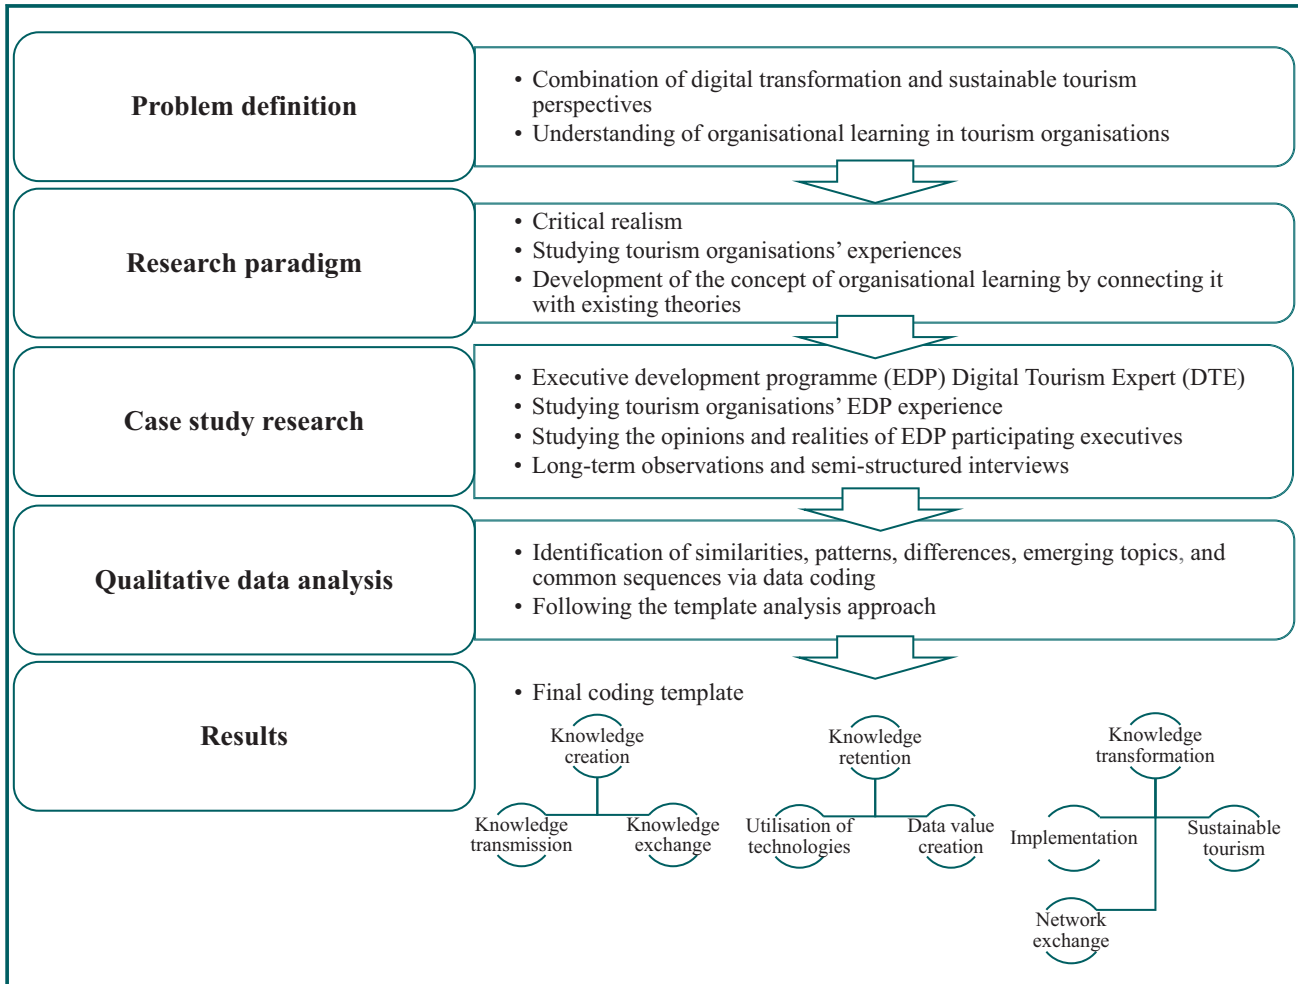 Problem definition
• Combination of digital transformation and sustainable tourism
perspectives
• Understanding of organisational learning in tourism organisations
Research paradigm
• Critical realism
• Studying tourism organisations’ experiences
• Development of the concept of organisational learning by connecting it
with existing theories
Case study research
• Executive development programme (EDP) Digital Tourism Expert (DTE)
• Studying tourism organisations’ EDP experience
• Studying the opinions and realities of EDP participating executives
• Long-term observations and semi-structured interviews
Qualitative data analysis
• Identification of similarities, patterns, differences, emerging topics, and
common sequences via data coding
• Following the template analysis approach
Results
• Final coding template
Knowledge
creation
Knowledge
transmission
Knowledge
exchange
Knowledge
retention
Utilisation of
technologies
Data value
creation
Knowledge
transformation
Implementation
Sustainable
tourism
Network
exchange